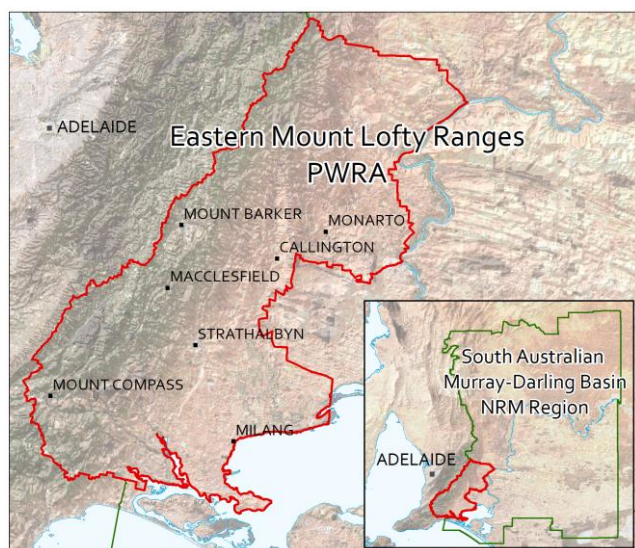 ADELAIDE
Eastern Mount Lofty Ranges
PWRA
MOUNT BARKER
MONARTO
CALLINGTON
MACCLESFIELD
STRATHALBYN
MOUNT COMPASS
MILANG
South Australian
Murray-Darling Basin
NRM Region
ADELAIDE